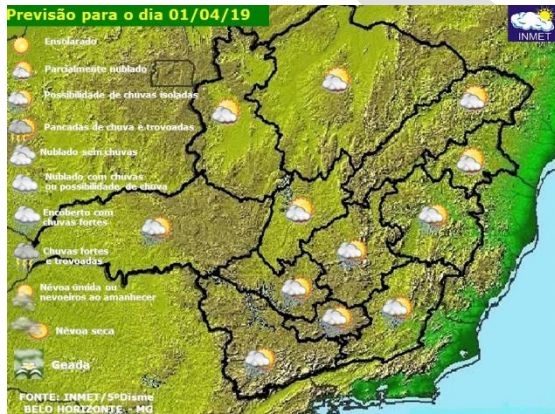 Previsão para o dia 01/04/19
INMET
Ensolarado
Parcialmente nublado
Possibilidade de chuvas isoladas
Pancadas de chuva e trovoadas
Nublado sem chuvas
Nublado com chuvas
ou possibilidade de chuva
Encoberto com
chuvas fortes
Chuvas fortes
e trovoadas
Névoa úmida ou
nevoeiros ao amanhecer
Névoa seca
Geada
FONTE: INMET/5ºDisme
BELO HORIZONTE - MG